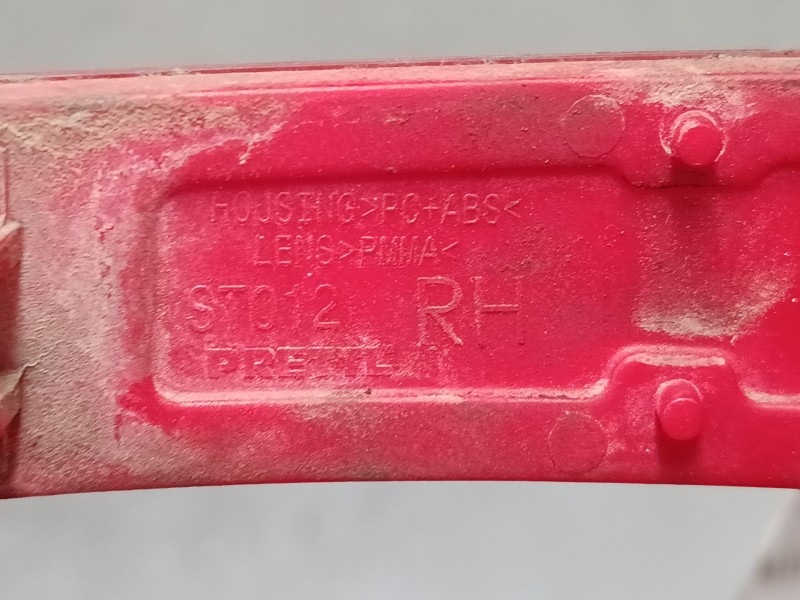 HOUSING>PC+ABS<
LENS>PMMA<
ST012 RH